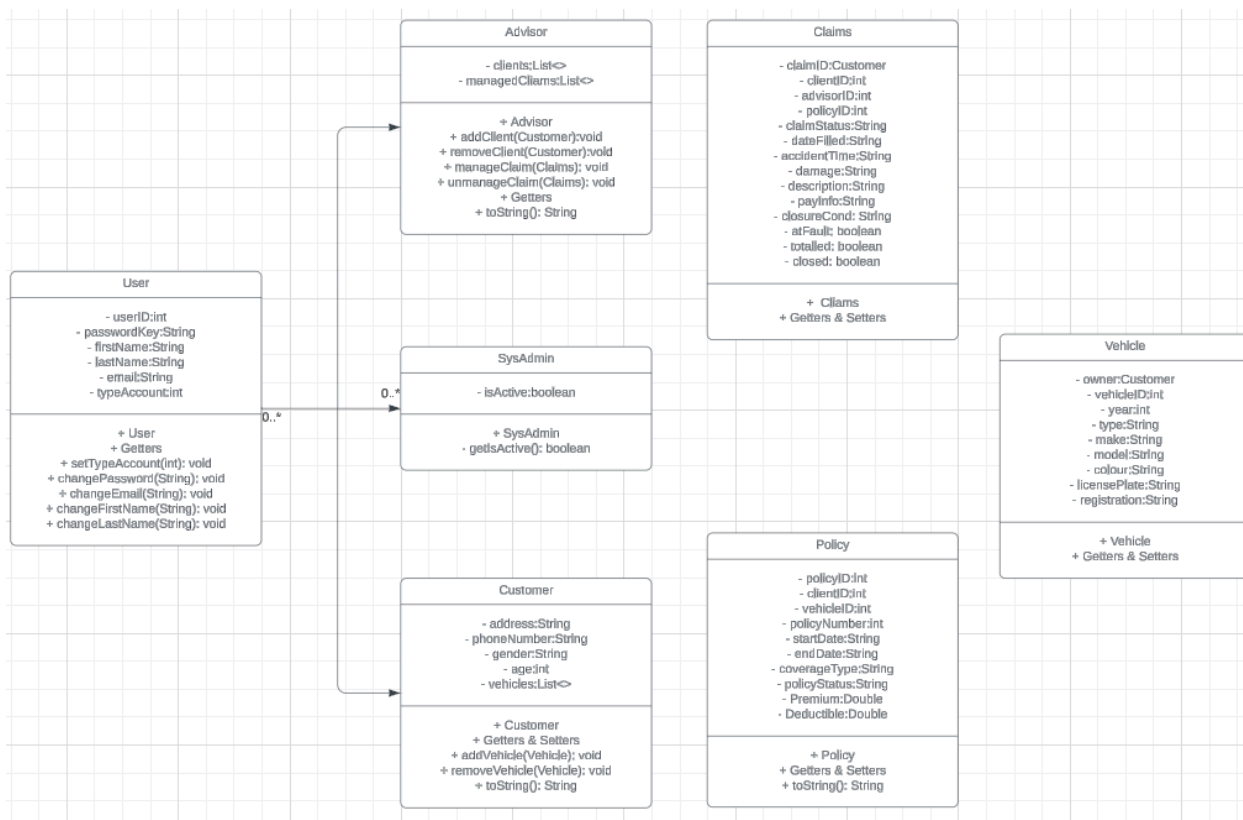 Advisor
- clients:List<>
- managedCliams:List<>
+ Advisor
+ addClient(Customer):void
+ removeClient(Customer):void
+ manageClaim(Claims): void
+ unmanageClaim(Claims): void
+ Getters
+ toString(): String
Claims
- claimID:Customer
- clientID:int
- advisorID:int
- policyID:int
- claimStatus:String
- dateFilled:String
- accidentTime:String
- damage:String
- description:String
- payInfo:String
- closureCond: String
- atFault: boolean
- totalled: boolean
- closed: boolean
+ Cliams
+ Getters & Setters
User
- userID:int
- passwordKey:String
- firstName:String
- lastName:String
- email:String
- typeAccount:int
+ User
+ Getters
+ setTypeAccount(int): void
+ changePassword(String): void
+ changeEmail(String): void
+ changeFirstName(String): void
+ changeLastName(String): void
0..*
0..*
SysAdmin
- isActive:boolean
+ SysAdmin
- getIsActive(): boolean
Vehicle
- owner:Customer
- vehicleID:int
- year:int
- type:String
- make:String
- model:String
- colour:String
- licensePlate:String
- registration:String
+ Vehicle
+ Getters & Setters
Customer
- address:String
- phoneNumber:String
- gender:String
- age:int
- vehicles:List<>
+ Customer
+ Getters & Setters
+ addVehicle(Vehicle): void
+ removeVehicle(Vehicle): void
+ toString(): String
Policy
- policyID:int
- clientID:int
- vehicleID:int
- policyNumber:int
- startDate:String
- endDate:String
- coverageType:String
- policyStatus:String
- Premium:Double
- Deductible:Double
+ Policy
+ Getters & Setters
+ toString(): String